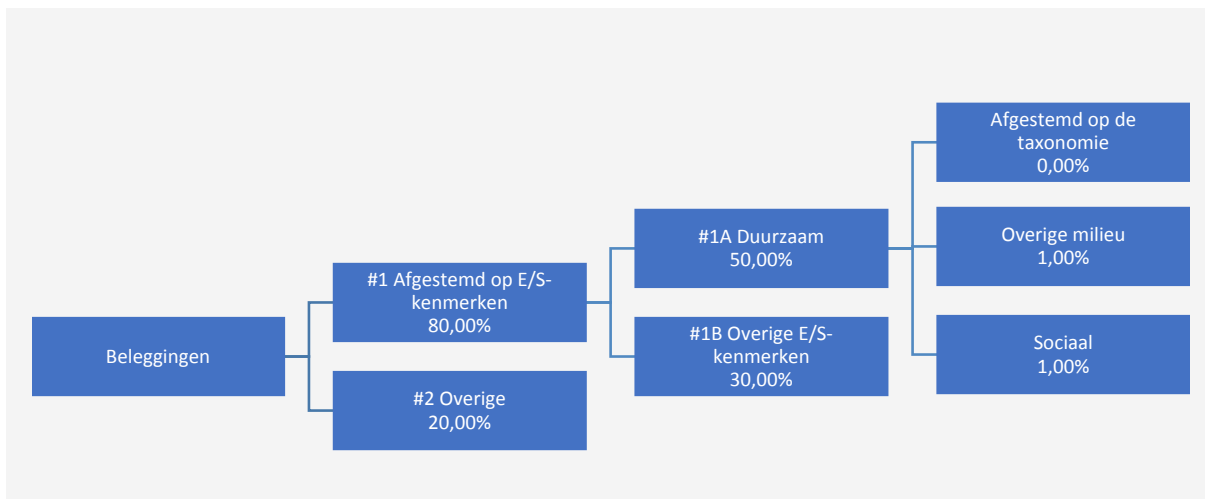 Beleggingen
#1 Afgestemd op E/S-
kenmerken
80,00%
#2 Overige
20,00%
#1A Duurzaam
50,00%
#1B Overige E/S-
kenmerken
30,00%
Afgestemd op de
taxonomie
0,00%
Overige milieu
1,00%
Sociaal
1,00%